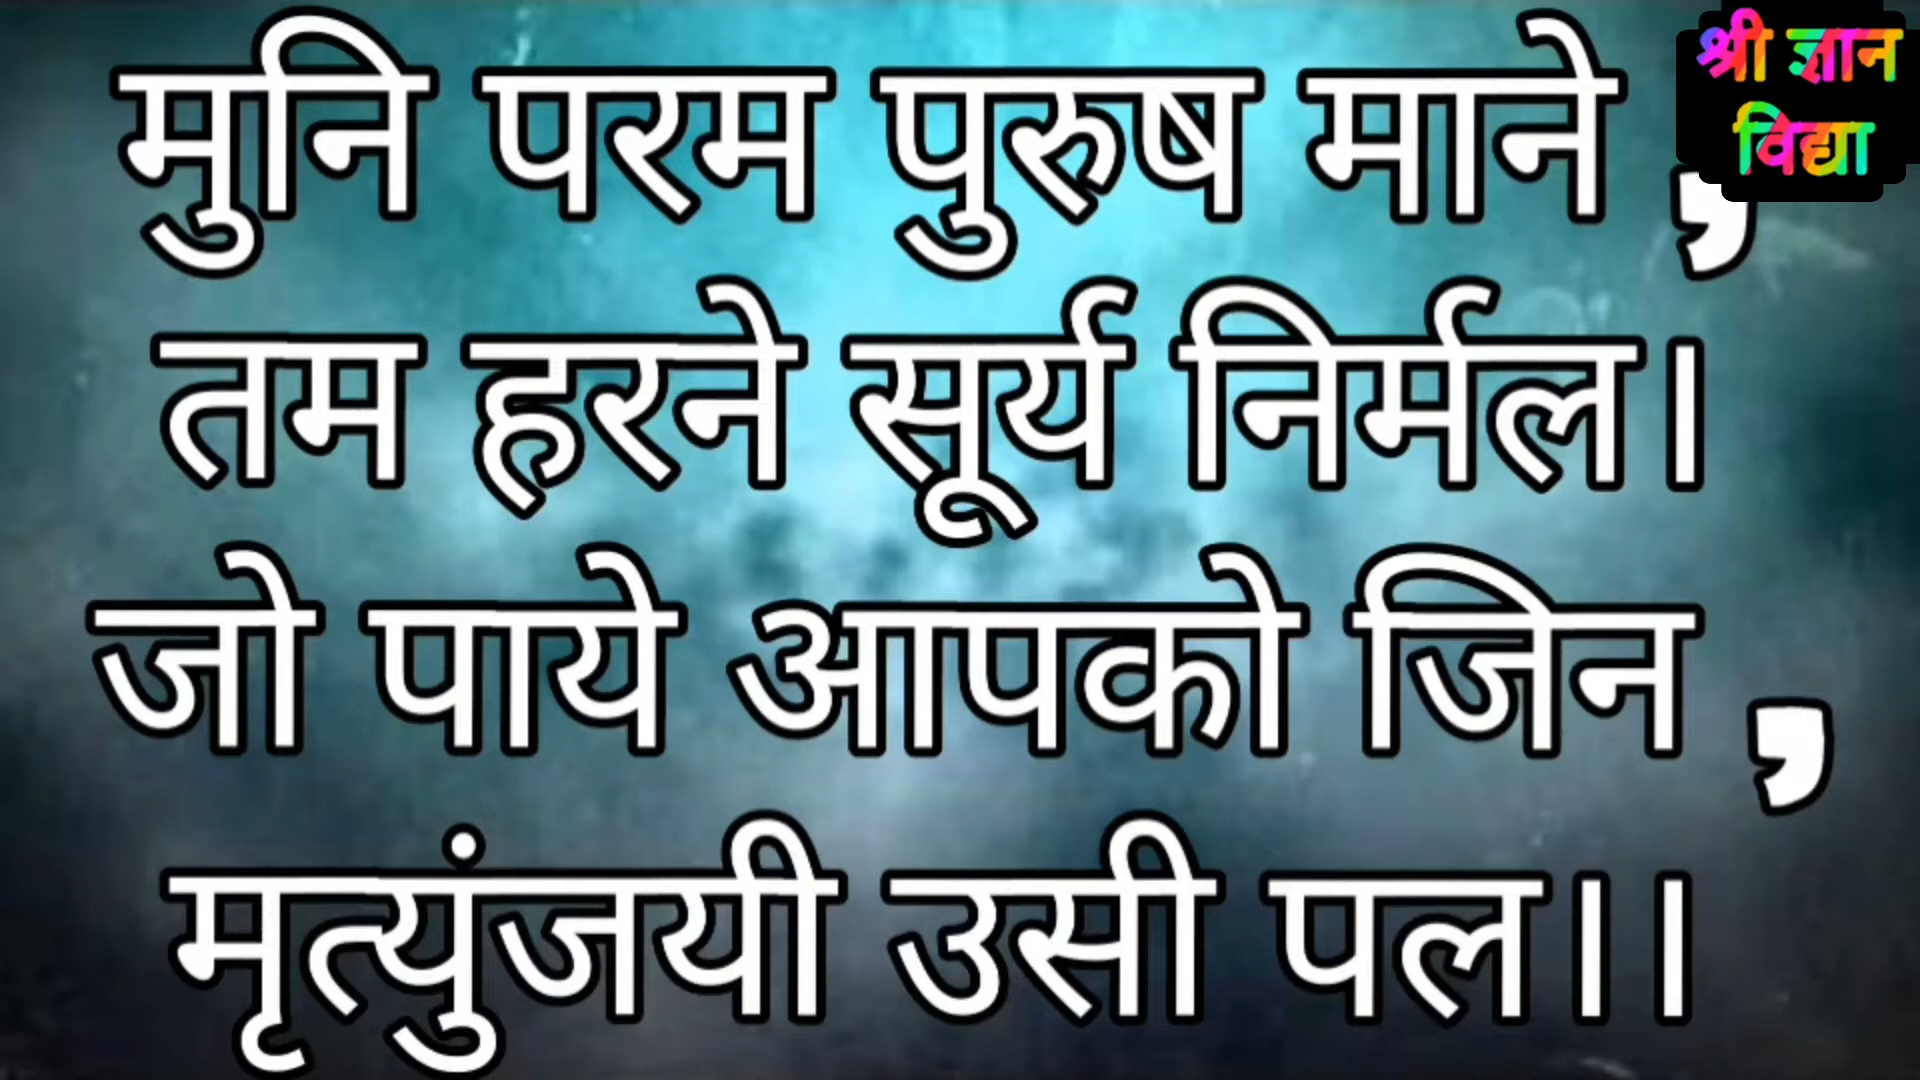 मुनि परम पुरुष माने ,
तम हरने सूर्य निर्मल।
जो पाये आपको जिन ,
मृत्युंजयी उसी पल।।
श्री ज्ञान
विद्या